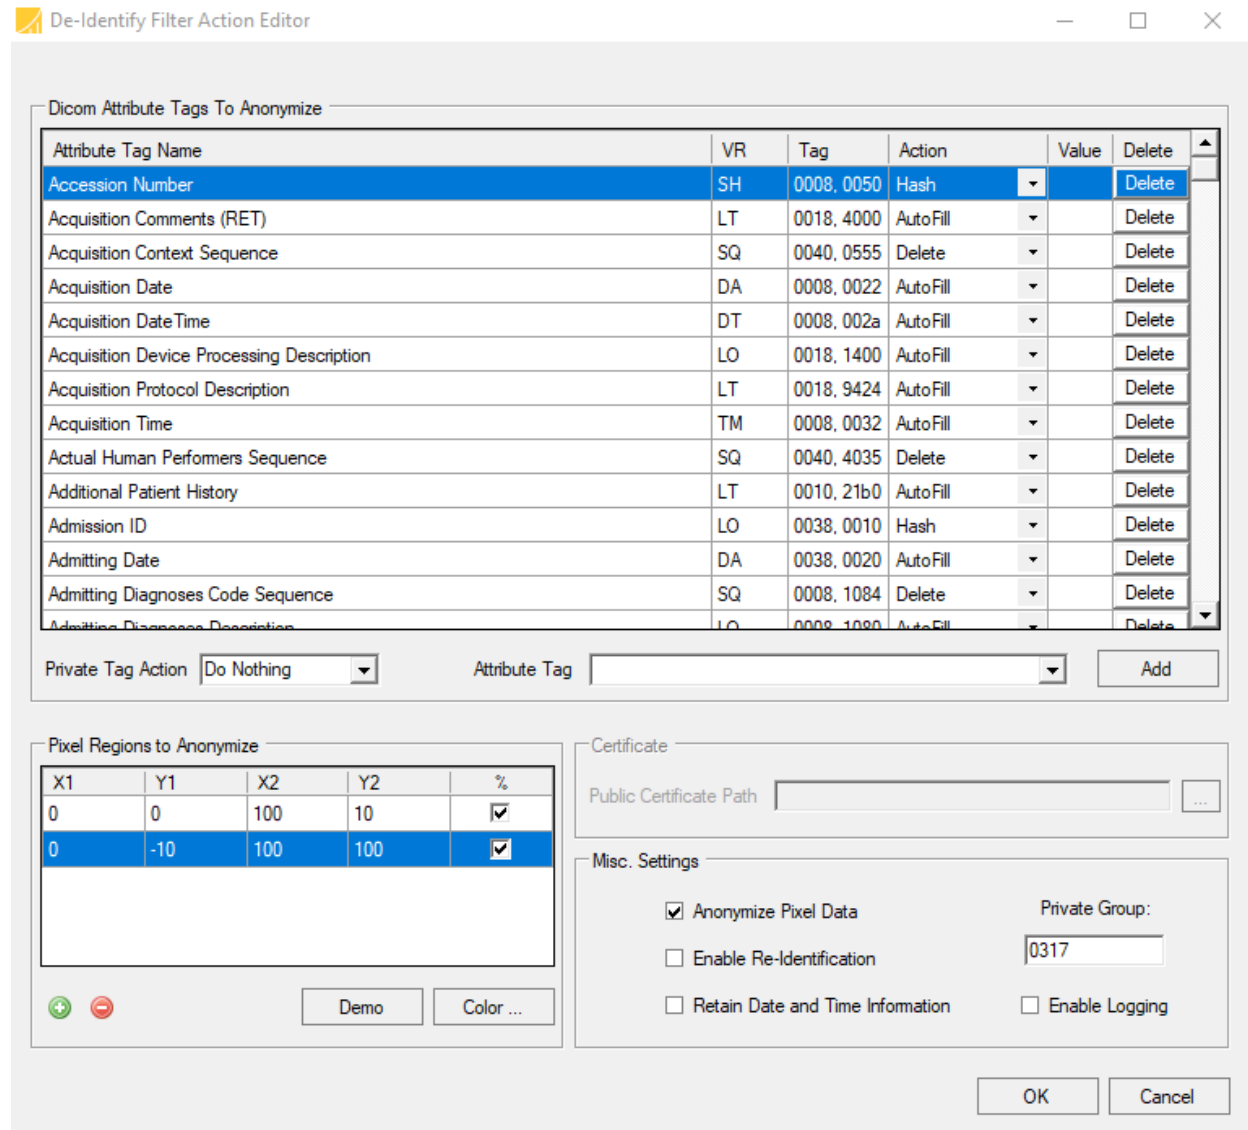 De-Identify Filter Action Editor
Dicom Attribute Tags To Anonymize
Attribute Tag Name VR Tag Action Value Delete
Accession Number SH 0008, 0050 Hash Delete
Acquisition Comments (RET) LT 0018, 4000 AutoFill Delete
Acquisition Context Sequence SQ 0040, 0555 Delete Delete
Acquisition Date DA 0008, 0022 AutoFill Delete
Acquisition DateTime DT 0008, 002a AutoFill Delete
Acquisition Device Processing Description LO 0018, 1400 AutoFill Delete
Acquisition Protocol Description LT 0018, 9424 AutoFill Delete
Acquisition Time TM 0008, 0032 AutoFill Delete
Actual Human Performers Sequence SQ 0040, 4035 Delete Delete
Additional Patient History LT 0010, 21b0 AutoFill Delete
Admission ID LO 0038, 0010 Hash Delete
Admitting Date DA 0038, 0020 AutoFill Delete
Admitting Diagnoses Code Sequence SQ 0008, 1084 Delete Delete
Admitting Diagnoses Description LO 0008, 1080 AutoFill Delete
Private Tag Action Do Nothing Attribute Tag Add
Pixel Regions to Anonymize
X1 Y1 X2 Y2 %
0 0 100 10
0 -10 100 100
Demo Color ...
Certificate
Public Certificate Path ...
Misc. Settings
Anonymize Pixel Data Private Group:
Enable Re-Identification 0317
Retain Date and Time Information Enable Logging
OK Cancel